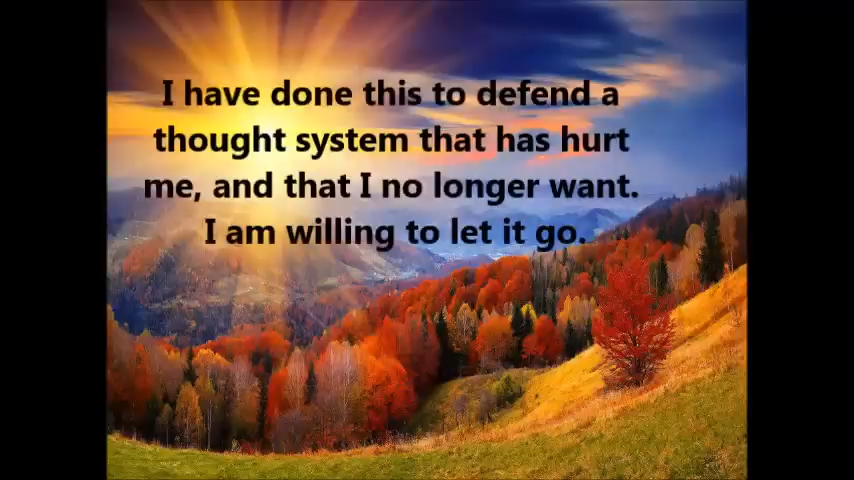 I have done this to defend a
thought system that has hurt
me, and that I no longer want.
I am willing to let it go.